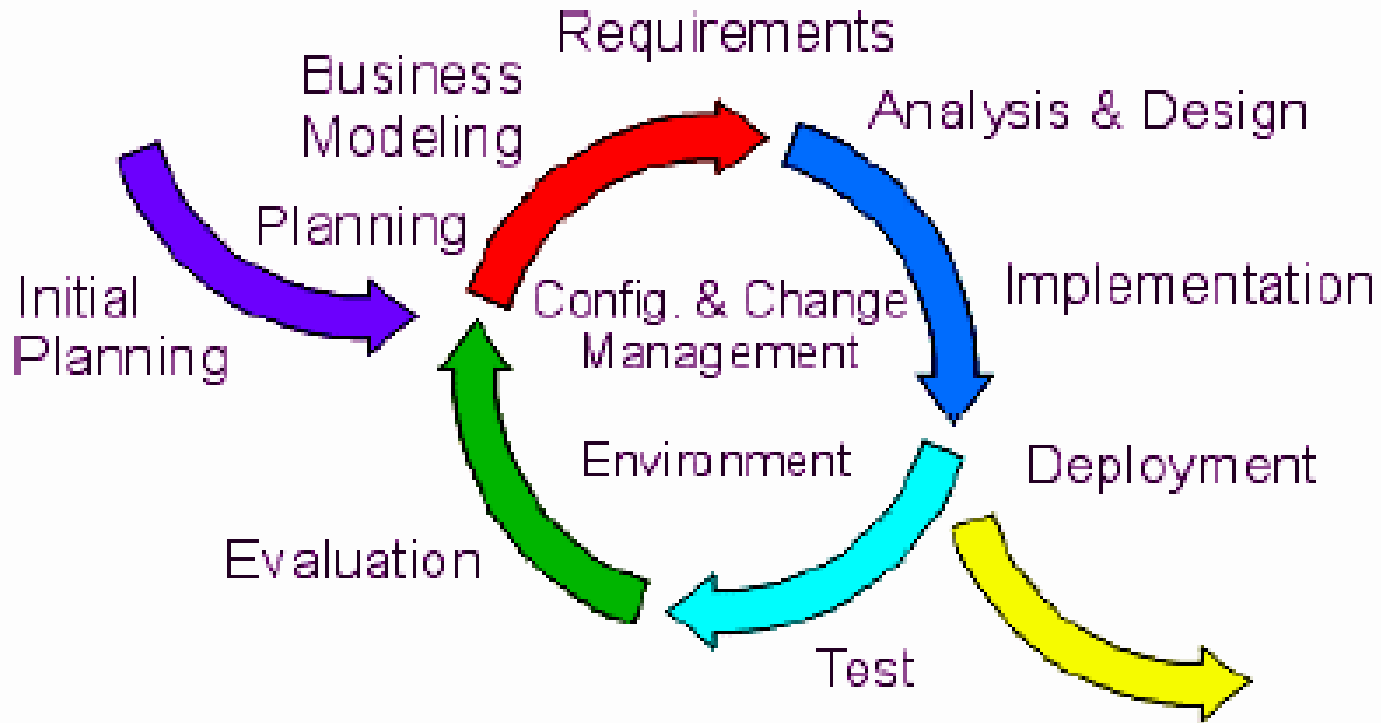 Requirements
Business
Modeling
Analysis & Design
Planning
Initial
Planning
Config. & Change
Management
Implementation
Environment
Deployment
Evaluation
Test